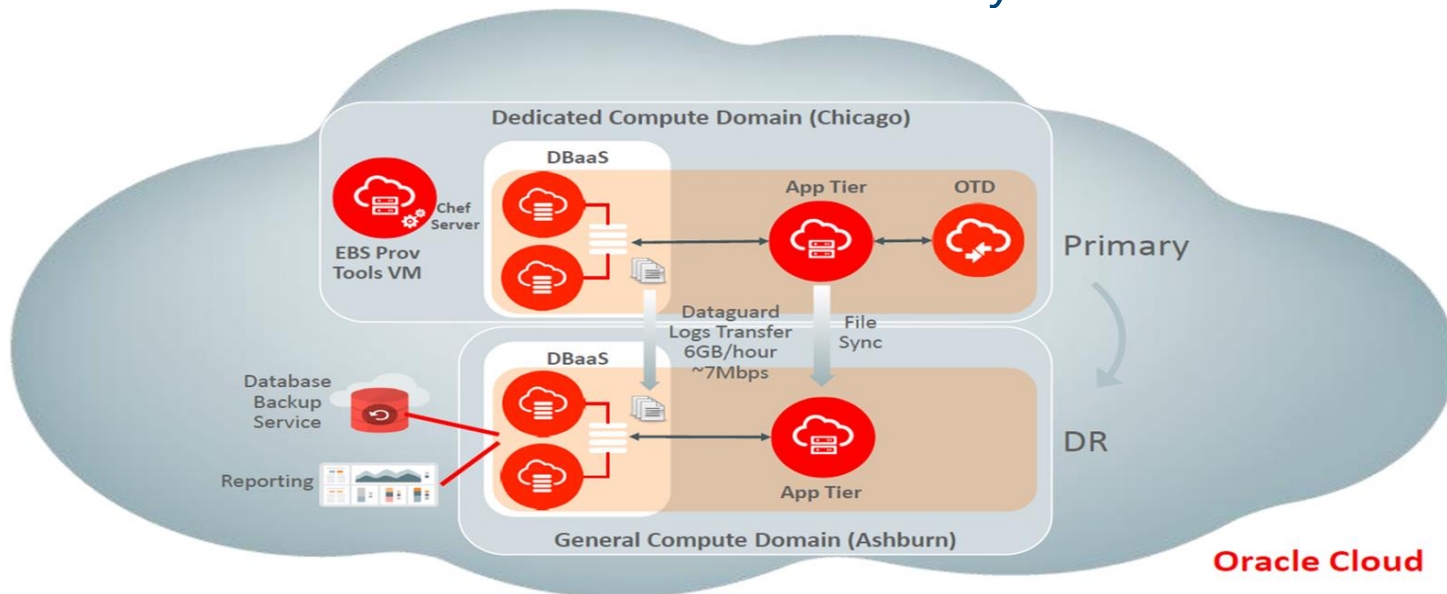 Dedicated Compute Domain (Chicago)
DBaaS
App Tier
OTD
Chef
Server
EBS Prov
Tools VM
Primary
Dataguard
Logs Transfer
6GB/hour
~7Mbps
File
Sync
DBaaS
Database
Backup
Service
Reporting
App Tier
DR
General Compute Domain (Ashburn)
Oracle Cloud